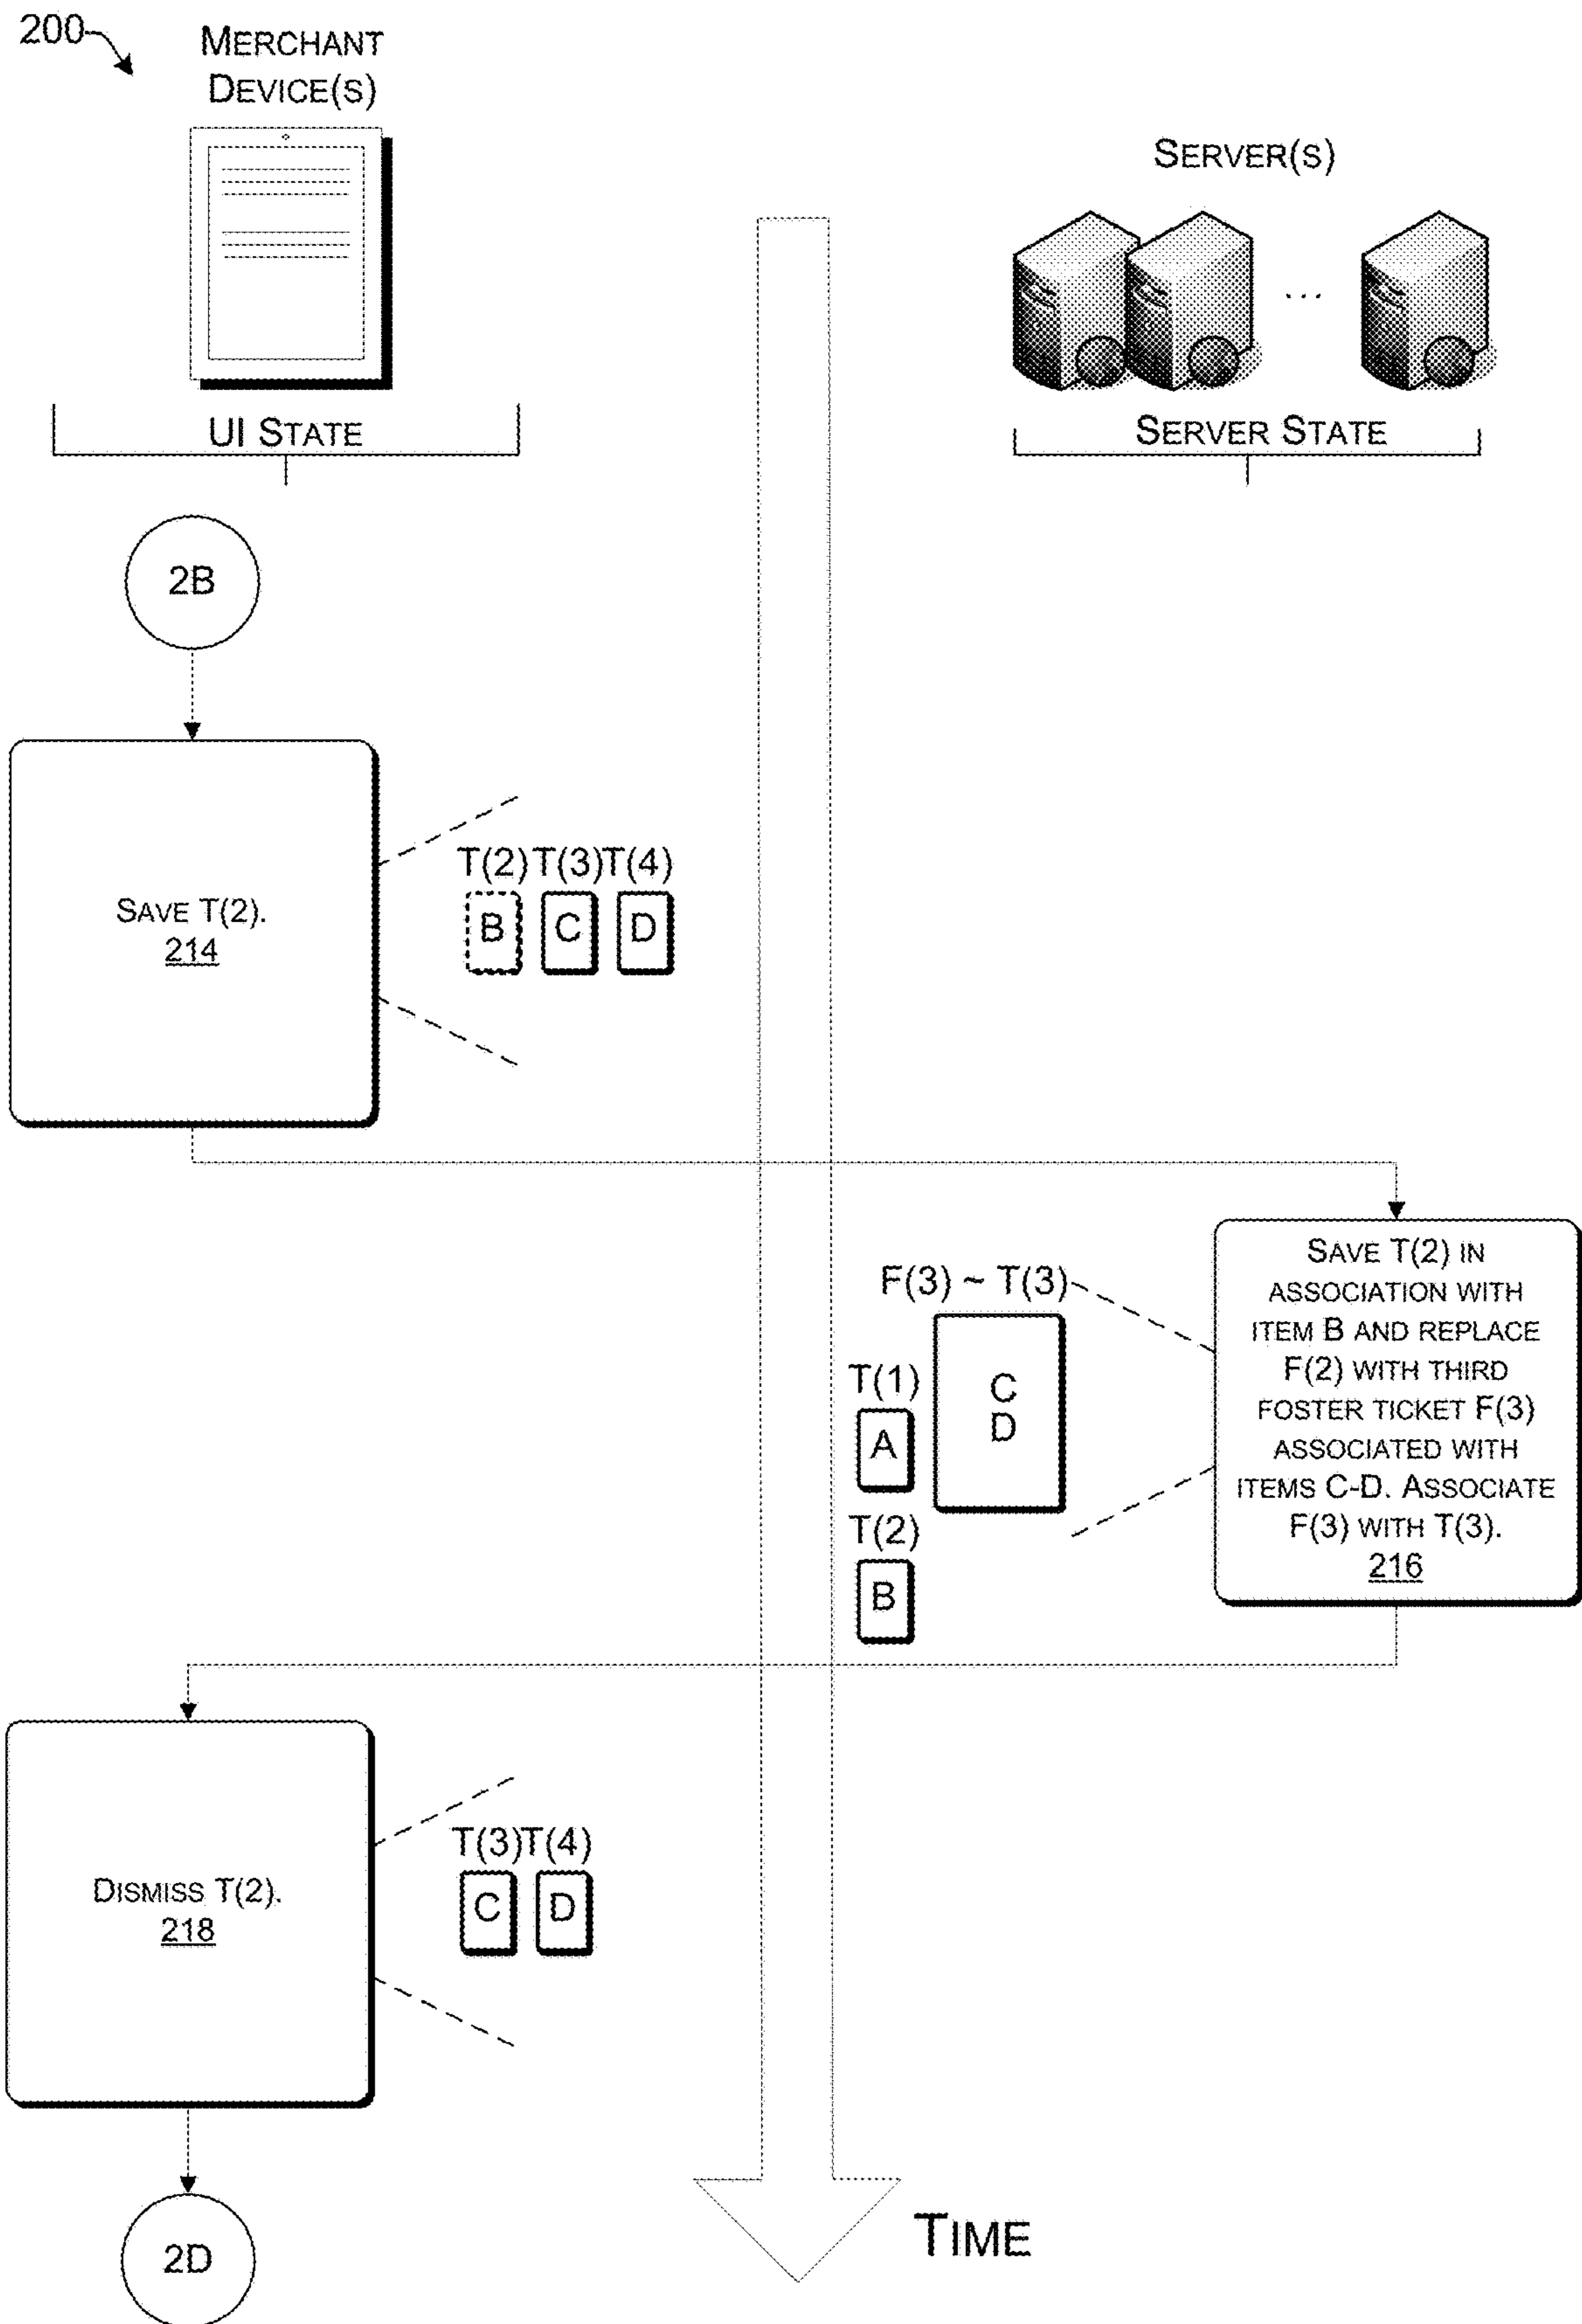 200
MERCHANT
DEVICE(S)
SERVER(S)
UI STATE
SERVER STATE
2B
T(2) T(3) T(4)
SAVE T(2).
214
B C D
F(3) ~ T(3)
T(1)
C
D
A
T(2)
B
SAVE T(2) IN
ASSOCIATION WITH
ITEM B AND REPLACE
F(2) WITH THIRD
FOSTER TICKET F(3)
ASSOCIATED WITH
ITEMS C-D. ASSOCIATE
F(3) WITH T(3).
216
T(3) T(4)
DISMISS T(2).
218
C D
TIME
2D